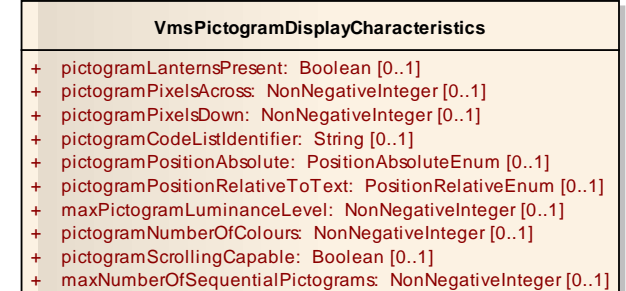 VmsPictogramDisplayCharacteristics
+ pictogramLanternsPresent: Boolean [0..1]
+ pictogramPixelsAcross: NonNegativeInteger [0..1]
+ pictogramPixelsDown: NonNegativeInteger [0..1]
+ pictogramCodeListIdentifier: String [0..1]
+ pictogramPositionAbsolute: PositionAbsoluteEnum [0..1]
+ pictogramPositionRelativeToText: PositionRelativeEnum [0..1]
+ maxPictogramLuminanceLevel: NonNegativeInteger [0..1]
+ pictogramNumberOfColours: NonNegativeInteger [0..1]
+ pictogramScrollingCapable: Boolean [0..1]
+ maxNumberOfSequentialPictograms: NonNegativeInteger [0..1]